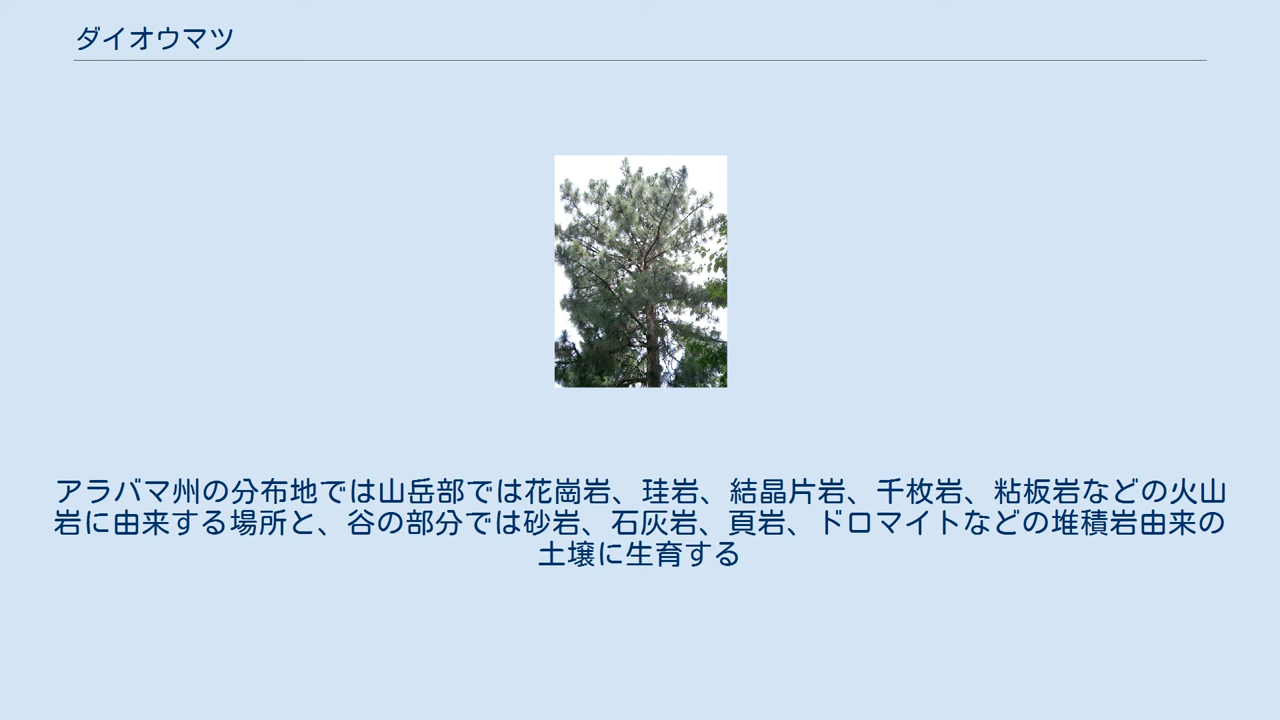 ダイオウマツ
アラバマ州の分布地では山岳部では花崗岩、珪岩、結晶片岩、千枚岩、粘板岩などの火山
岩に由来する場所と、谷の部分では砂岩、石灰岩、頁岩、ドロマイトなどの堆積岩由来の
土壌に生育する